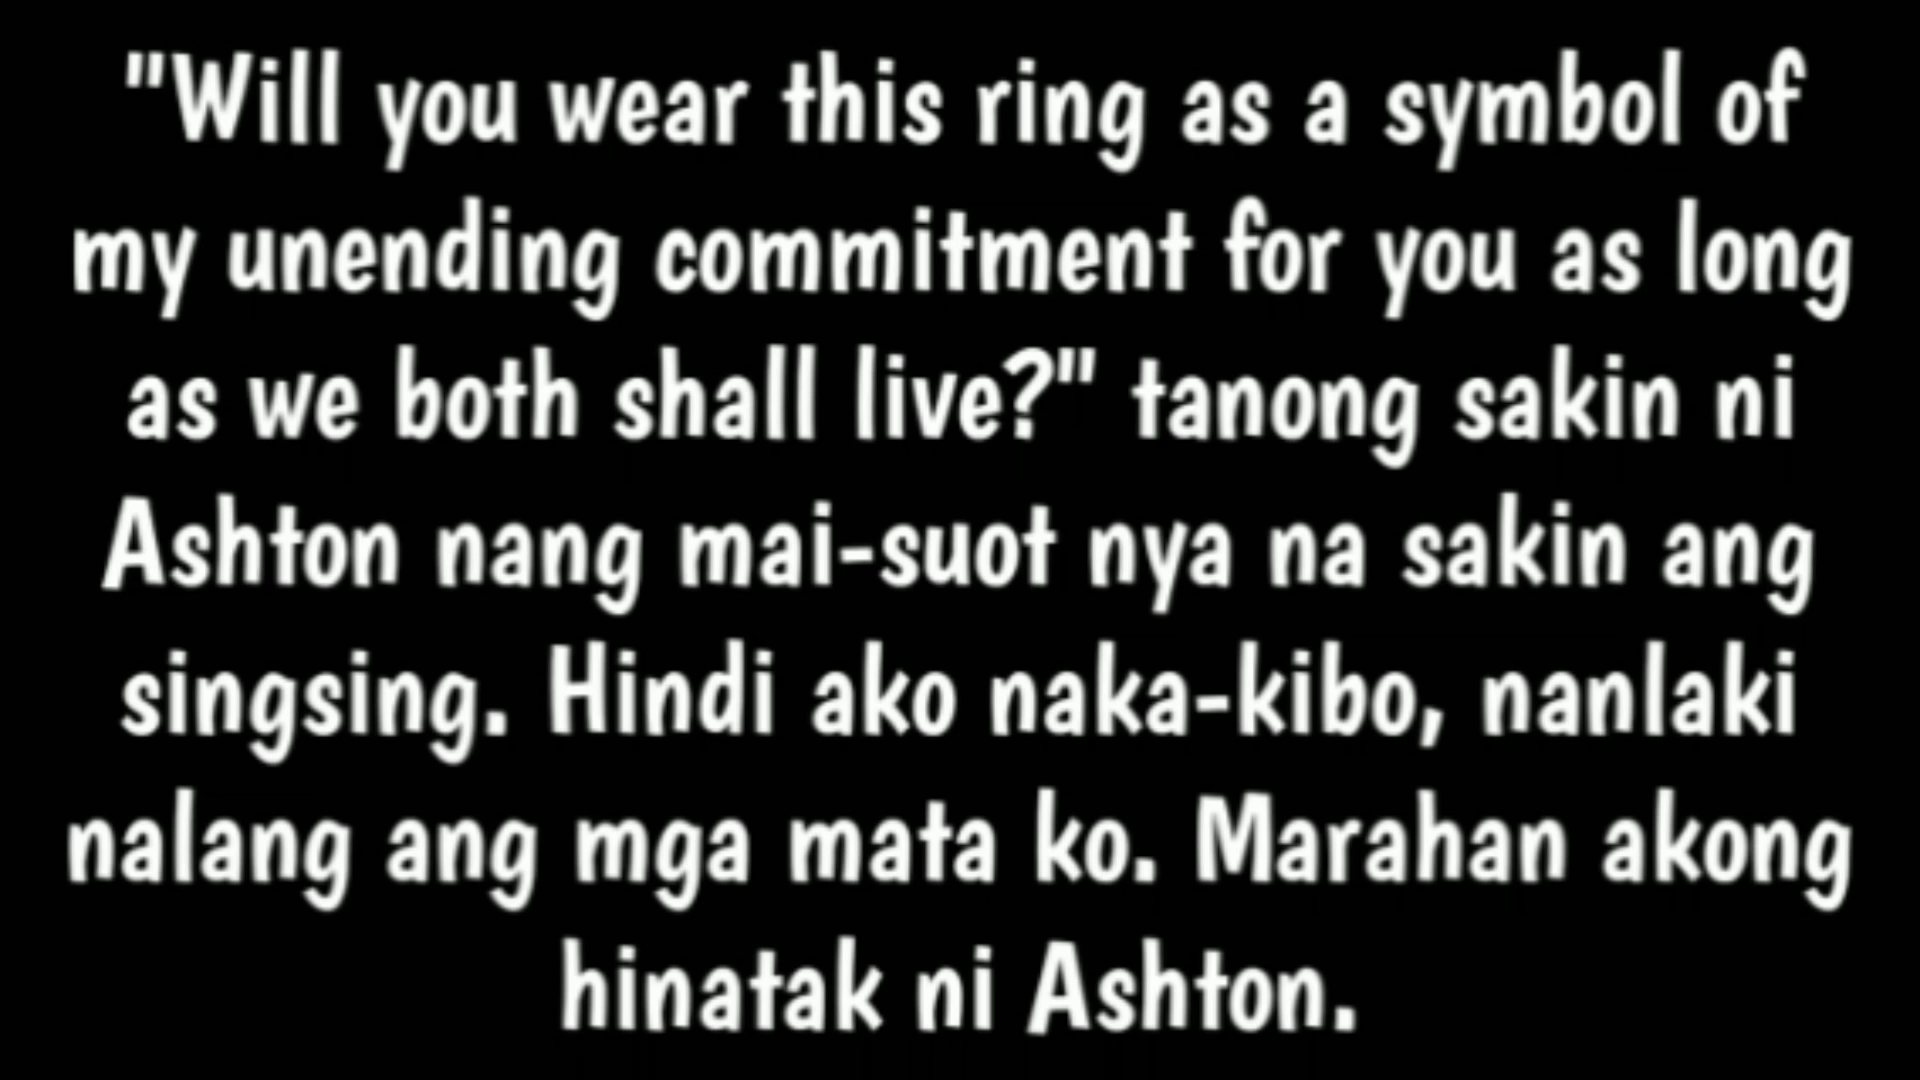 "Will you wear this ring as a symbol of
my unending commitment for you as long
as we both shall live?" tanong sakin ni
Ashton nang mai-suot nya na sakin ang
singsing. Hindi ako naka-kibo, nanlaki
nalang ang mga mata ko. Marahan akong
hinatak ni Ashton.